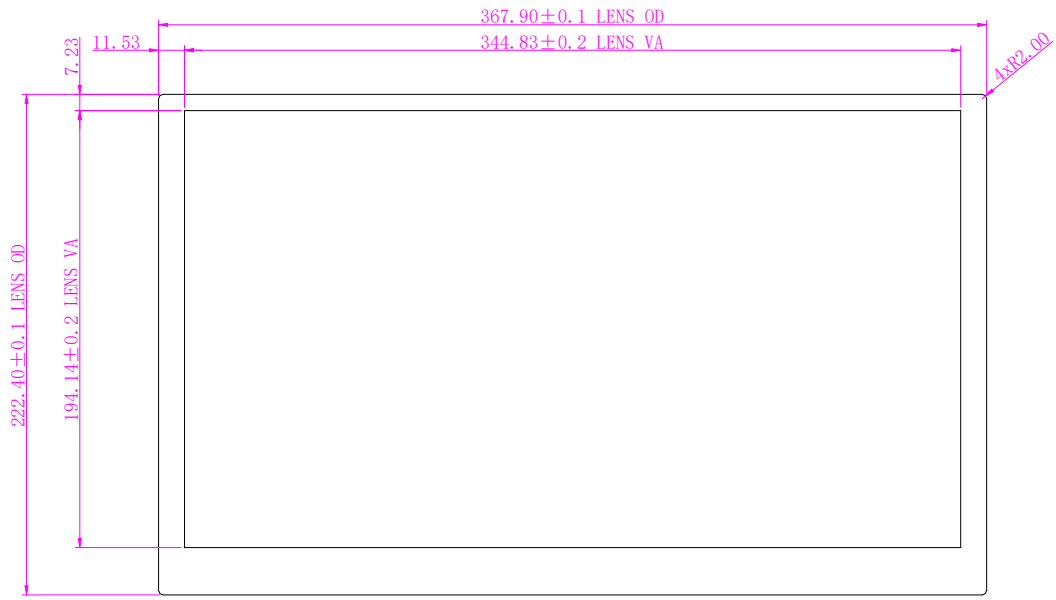 367.90±0.1 LENS OD
11.53
344.83±0.2 LENS VA
7.23
4xR2.00
222.40±0.1 LENS OD
194.14±0.2 LENS VA